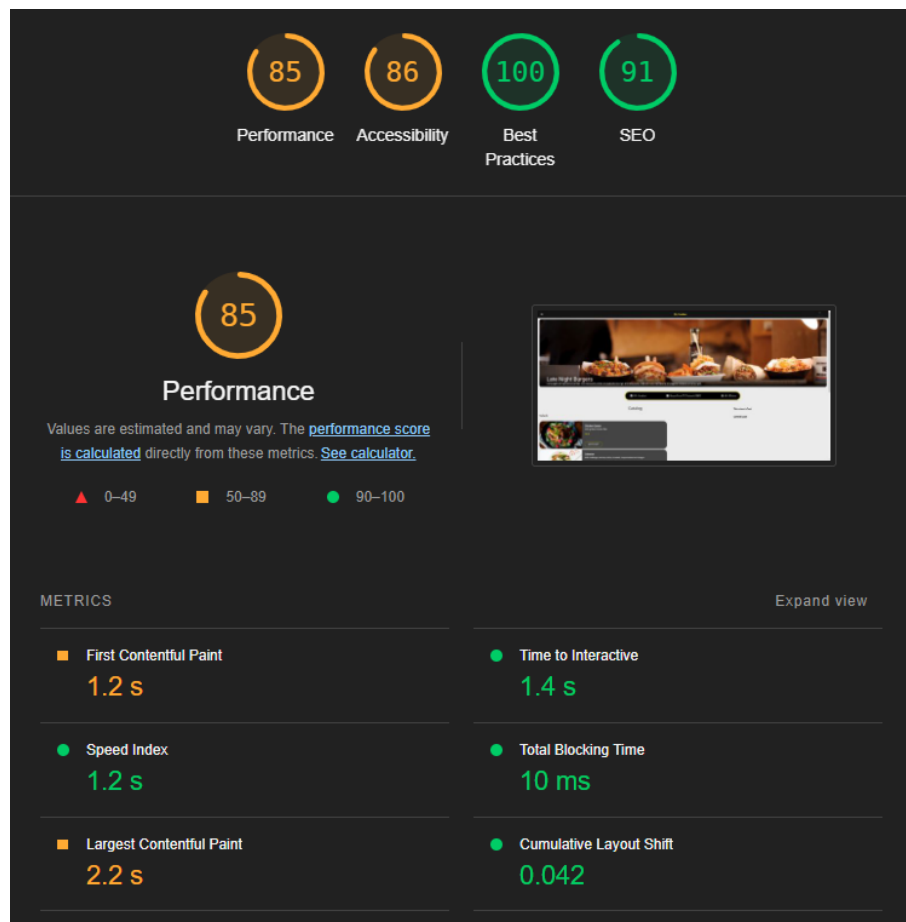 85
86
100
91
Performance
Accessibility
Best
Practices
SEO
85
Performance
Values are estimated and may vary. The performance score
is calculated directly from these metrics. See calculator.
0–49
50–89
90–100
Late Night Burgers
METRICS
Expand view
First Contentful Paint
1.2 s
Time to Interactive
1.4 s
Speed Index
1.2 s
Total Blocking Time
10 ms
Largest Contentful Paint
2.2 s
Cumulative Layout Shift
0.042